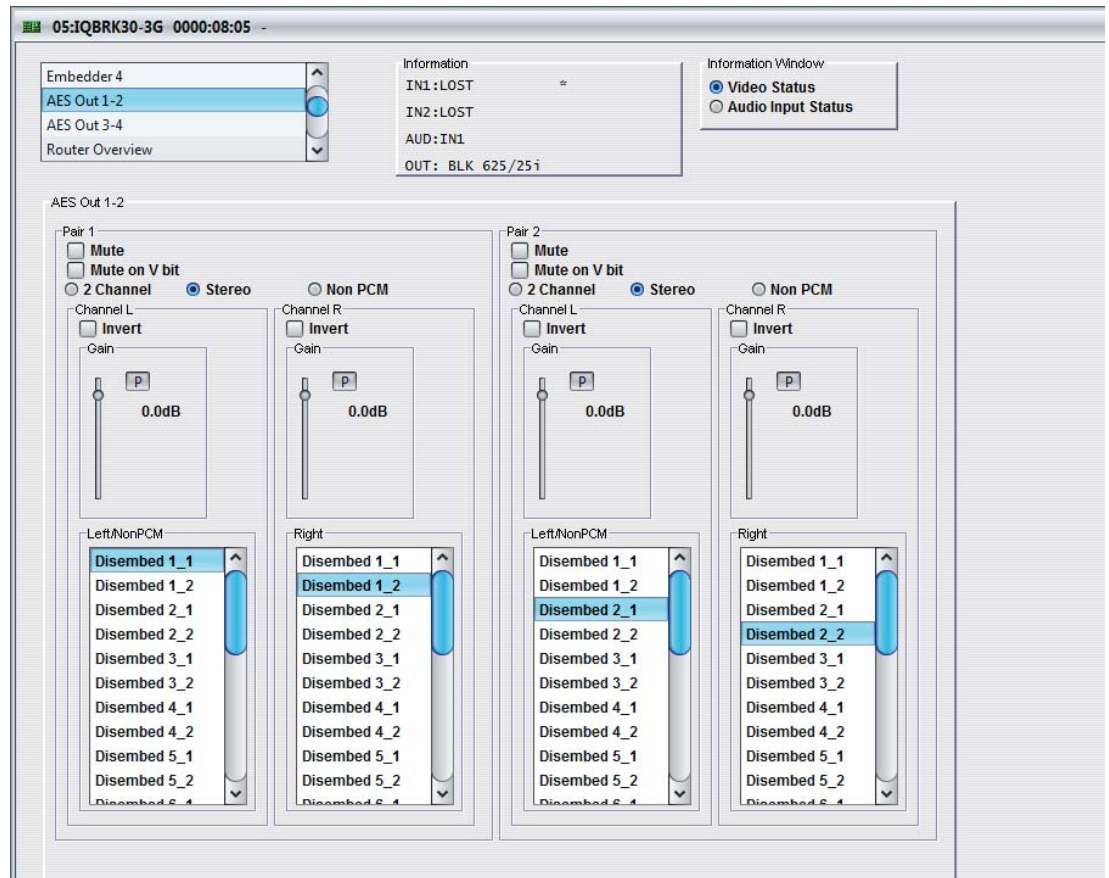 05:IQBRK30-3G 0000:08:05 -
Embedder 4
AES Out 1-2
AES Out 3-4
Router Overview
Information
IN1:LOST *
IN2:LOST
AUD:IN1
OUT: BLK 625/25i
Information Window
Video Status
Audio Input Status
AES Out 1-2
Pair 1
Mute
Mute on V bit
2 Channel Stereo Non PCM
Channel L
Invert
Gain
P
0.0dB
Left/NonPCM
Disembed 1_1
Disembed 1_2
Disembed 2_1
Disembed 2_2
Disembed 3_1
Disembed 3_2
Disembed 4_1
Disembed 4_2
Disembed 5_1
Disembed 5_2
Disembed 6_1
Channel R
Invert
Gain
P
0.0dB
Right
Disembed 1_1
Disembed 1_2
Disembed 2_1
Disembed 2_2
Disembed 3_1
Disembed 3_2
Disembed 4_1
Disembed 4_2
Disembed 5_1
Disembed 5_2
Disembed 6_1
Pair 2
Mute
Mute on V bit
2 Channel Stereo Non PCM
Channel L
Invert
Gain
P
0.0dB
Left/NonPCM
Disembed 1_1
Disembed 1_2
Disembed 2_1
Disembed 2_2
Disembed 3_1
Disembed 3_2
Disembed 4_1
Disembed 4_2
Disembed 5_1
Disembed 5_2
Disembed 6_1
Channel R
Invert
Gain
P
0.0dB
Right
Disembed 1_1
Disembed 1_2
Disembed 2_1
Disembed 2_2
Disembed 3_1
Disembed 3_2
Disembed 4_1
Disembed 4_2
Disembed 5_1
Disembed 5_2
Disembed 6_1